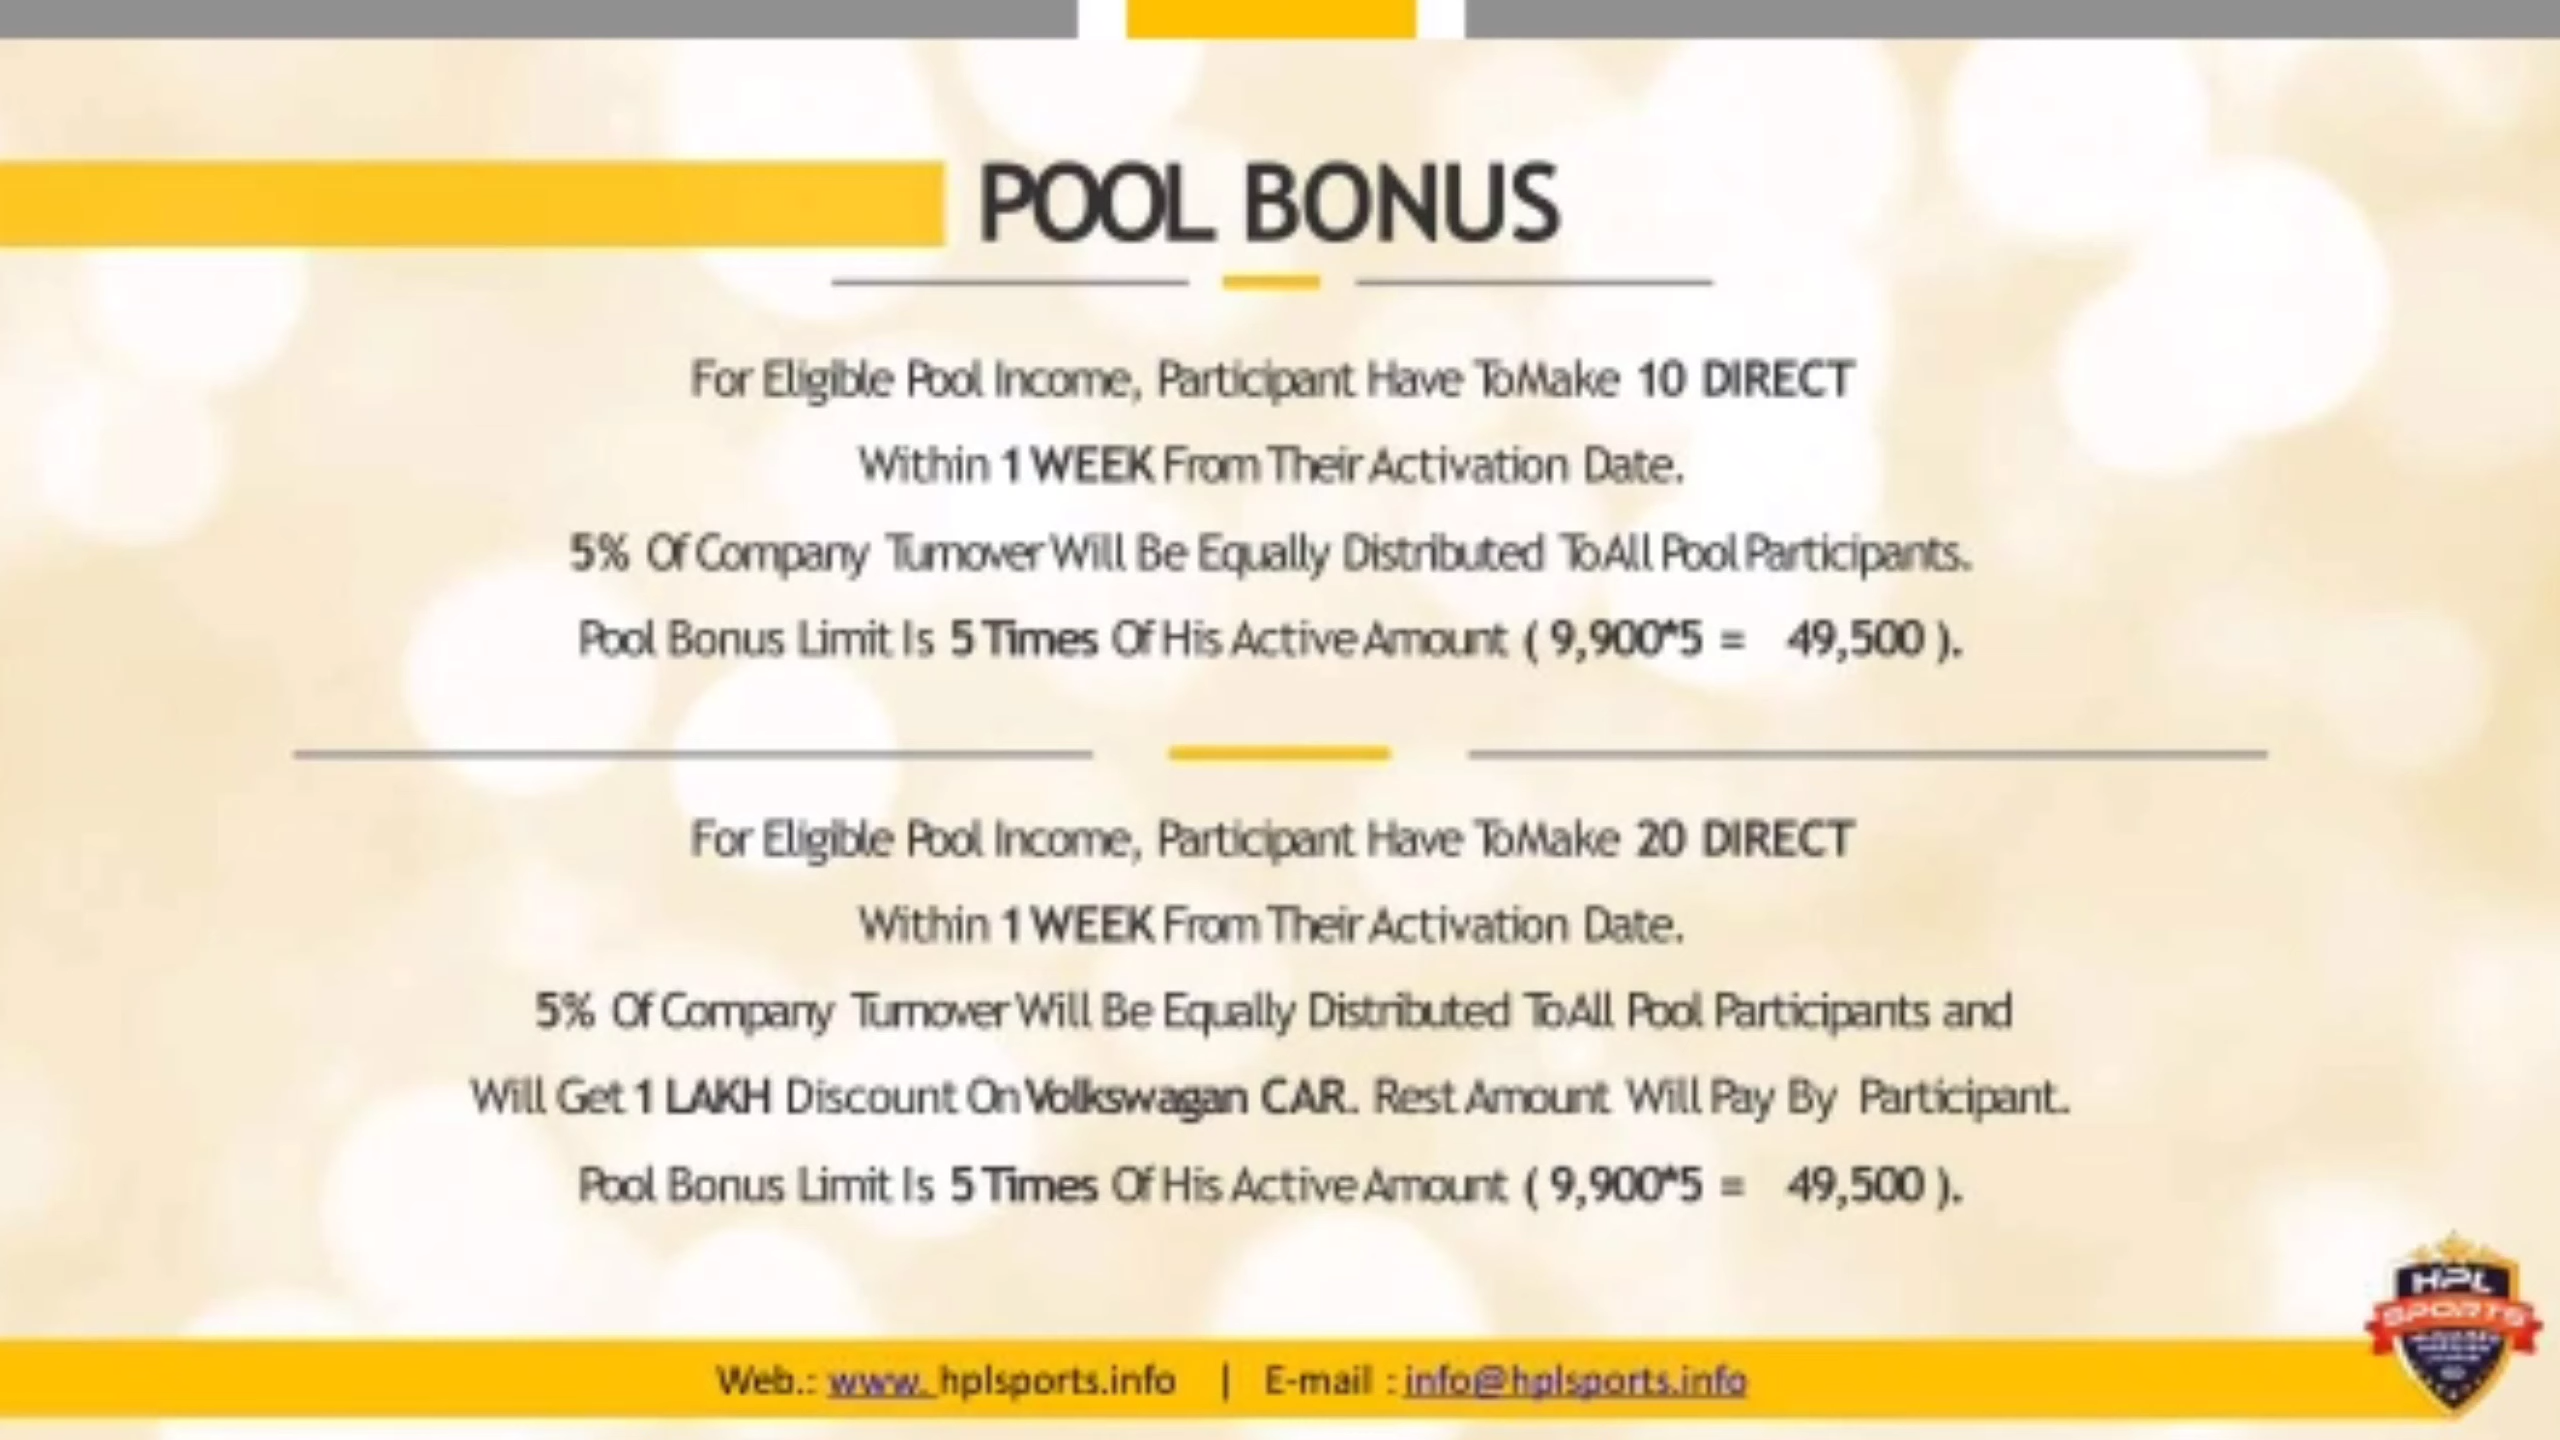 POOL BONUS
For Eligible Pool Income, Participant Have To Make 10 DIRECT
Within 1 WEEK From Their Activation Date.
5% Of Company Turnover Will Be Equally Distributed To All Pool Participants.
Pool Bonus Limit Is 5 Times Of His Active Amount ( 9,900*5 = 49,500 ).
For Eligible Pool Income, Participant Have To Make 20 DIRECT
Within 1 WEEK From Their Activation Date.
5% Of Company Turnover Will Be Equally Distributed To All Pool Participants and
Will Get 1 LAKH Discount On Volkswagan CAR. Rest Amount Will Pay By Participant.
Pool Bonus Limit Is 5 Times Of His Active Amount ( 9,900*5 = 49,500 ).
HPL
SPORTS
Web.: www. hplsports.info | E-mail : info@hplsports.info